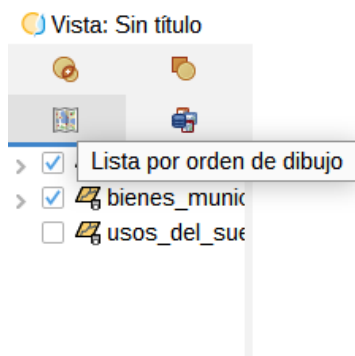 Vista: Sin título
Lista por orden de dibujo
bienes_munic
usos_del_sue